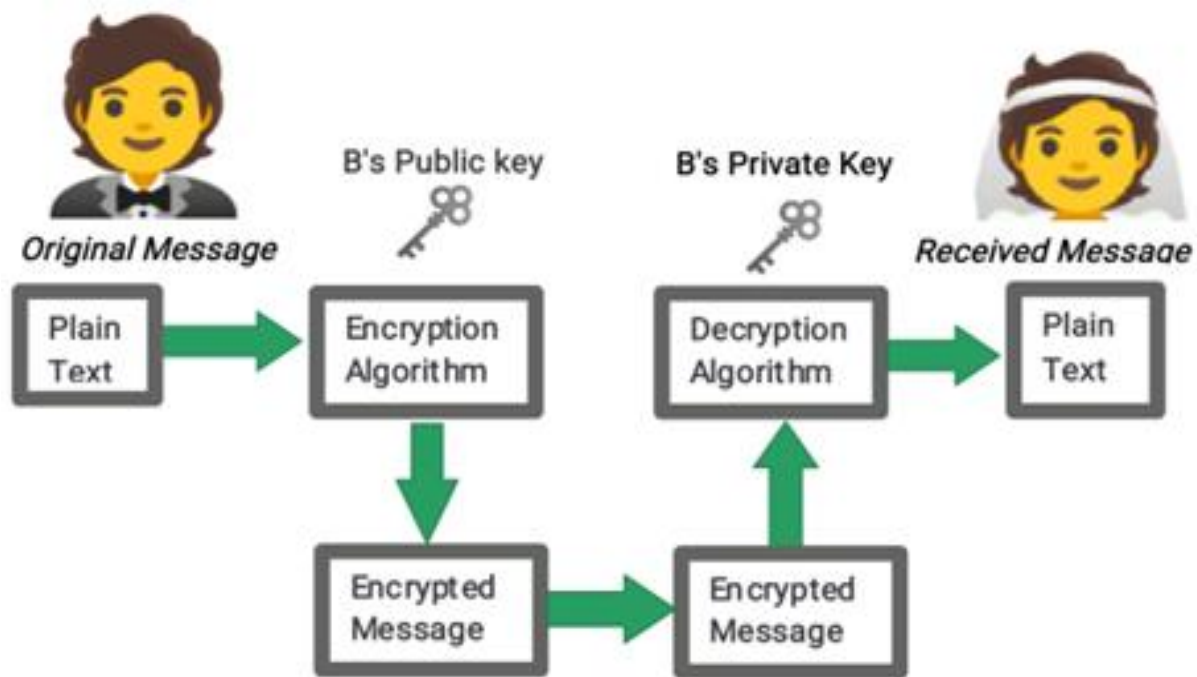 B's Public key
B's Private Key
Original Message
Received Message
Plain
Text
Encryption
Algorithm
Decryption
Algorithm
Plain
Text
Encrypted
Message
Encrypted
Message